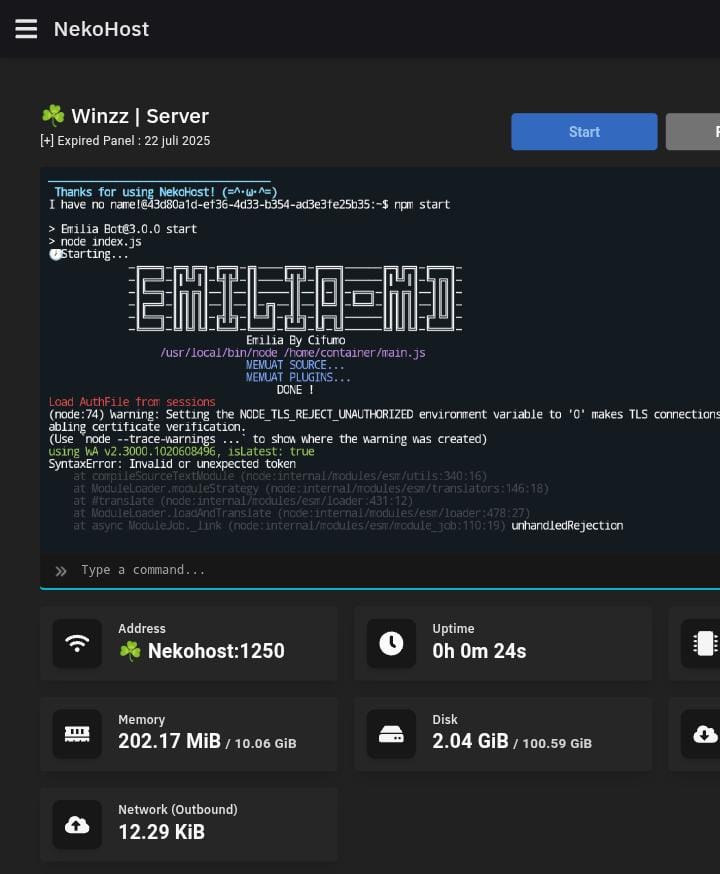 NekoHost
☘️ Winzz | Server
[+] Expired Panel : 22 juli 2025
Start
Thanks for using NekoHost! (=^･ω･^=)
I have no name!@43d80a1d-ef36-4d33-b354-ad3e3fe25b35:~$ npm start
> Emilia Bot@3.0.0 start
> node index.js
🕖Starting...
EMILIA-MD
Emilia By Cifumo
/usr/local/bin/node /home/container/main.js
MEMUAT SOURCE...
MEMUAT PLUGINS...
DONE !
Load AuthFile from sessions
(node:74) Warning: Setting the NODE_TLS_REJECT_UNAUTHORIZED environment variable to '0' makes TLS connections
abling certificate verification.
(Use `node --trace-warnings ...` to show where the warning was created)
using WA v2.3000.1020608496, isLatest: true
SyntaxError: Invalid or unexpected token
at compileSourceTextModule (node:internal/modules/esm/utils:340:16)
at ModuleLoader.moduleStrategy (node:internal/modules/esm/translators:146:18)
at #translate (node:internal/modules/esm/loader:431:12)
at ModuleLoader.loadAndTranslate (node:internal/modules/esm/loader:478:27)
at async ModuleJob._link (node:internal/modules/esm/module_job:110:19) unhandledRejection
Type a command...
Address
☘️ Nekohost:1250
Uptime
0h 0m 24s
Memory
202.17 MiB / 10.06 GiB
Disk
2.04 GiB / 100.59 GiB
Network (Outbound)
12.29 KiB